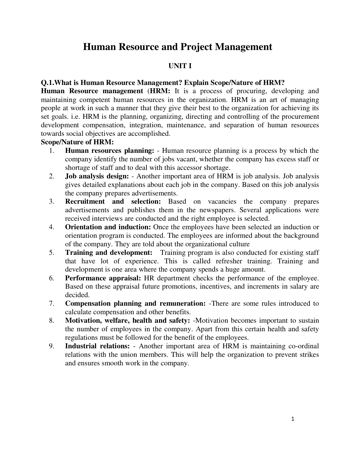 Human Resource and Project Management
UNIT I
Q.1.What is Human Resource Management? Explain Scope/Nature of HRM?
Human Resource management (HRM: It is a process of procuring, developing and
maintaining competent human resources in the organization. HRM is an art of managing
people at work in such a manner that they give their best to the organization for achieving its
set goals. i.e. HRM is the planning, organizing, directing and controlling of the procurement
development compensation, integration, maintenance, and separation of human resources
towards social objectives are accomplished.
Scope/Nature of HRM:
1. Human resources planning: - Human resource planning is a process by which the
company identify the number of jobs vacant, whether the company has excess staff or
shortage of staff and to deal with this accessor shortage.
2. Job analysis design: - Another important area of HRM is job analysis. Job analysis
gives detailed explanations about each job in the company. Based on this job analysis
the company prepares advertisements.
3. Recruitment and selection: Based on vacancies the company prepares
advertisements and publishes them in the newspapers. Several applications were
received interviews are conducted and the right employee is selected.
4. Orientation and induction: Once the employees have been selected an induction or
orientation program is conducted. The employees are informed about the background
of the company. They are told about the organizational culture
5. Training and development: Training program is also conducted for existing staff
that have lot of experience. This is called refresher training. Training and
development is one area where the company spends a huge amount.
6. Performance appraisal: HR department checks the performance of the employee.
Based on these appraisal future promotions, incentives, and increments in salary are
decided.
7. Compensation planning and remuneration: -There are some rules introduced to
calculate compensation and other benefits.
8. Motivation, welfare, health and safety: -Motivation becomes important to sustain
the number of employees in the company. Apart from this certain health and safety
regulations must be followed for the benefit of the employees.
9. Industrial relations: - Another important area of HRM is maintaining co-ordinal
relations with the union members. This will help the organization to prevent strikes
and ensures smooth work in the company.
1